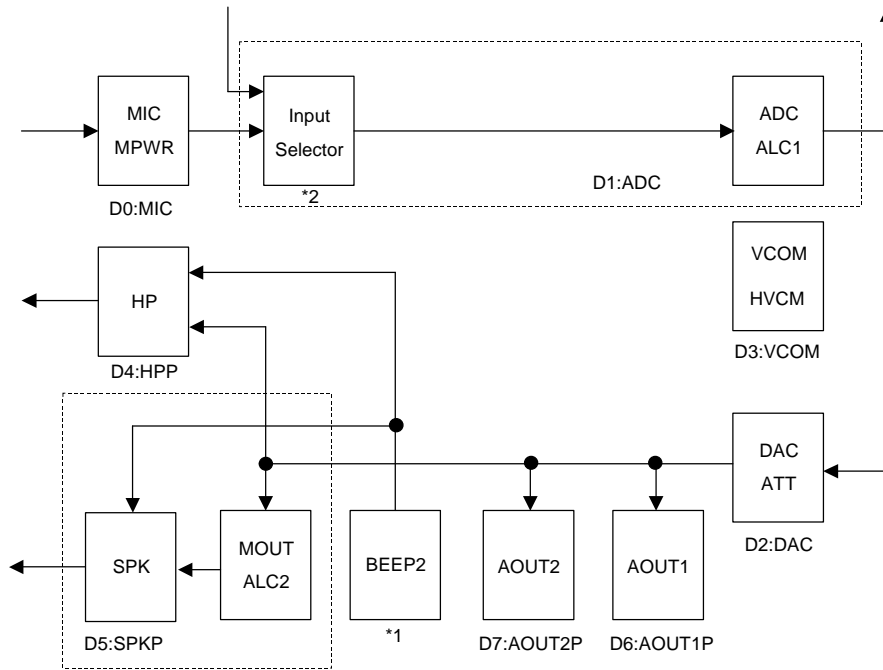 MIC
MPWR
D0:MIC
Input
Selector
*2
D1:ADC
ADC
ALC1
HP
D4:HPP
VCOM
HVCM
D3:VCOM
DAC
ATT
D2:DAC
SPK
D5:SPKP
MOUT
ALC2
BEEP2
*1
AOUT2
D7:AOUT2P
AOUT1
D6:AOUT1P